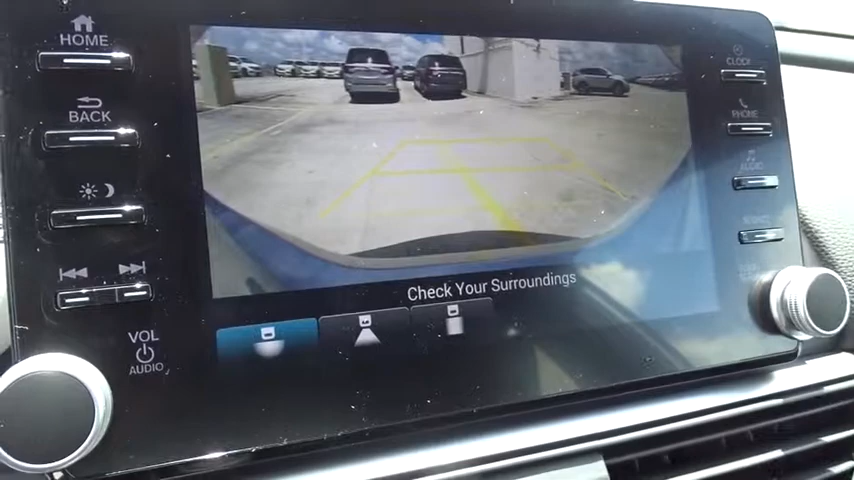 HOME
BACK
VOL
AUDIO
CLOCK
PHONE
AUDIO
Check Your Surroundings